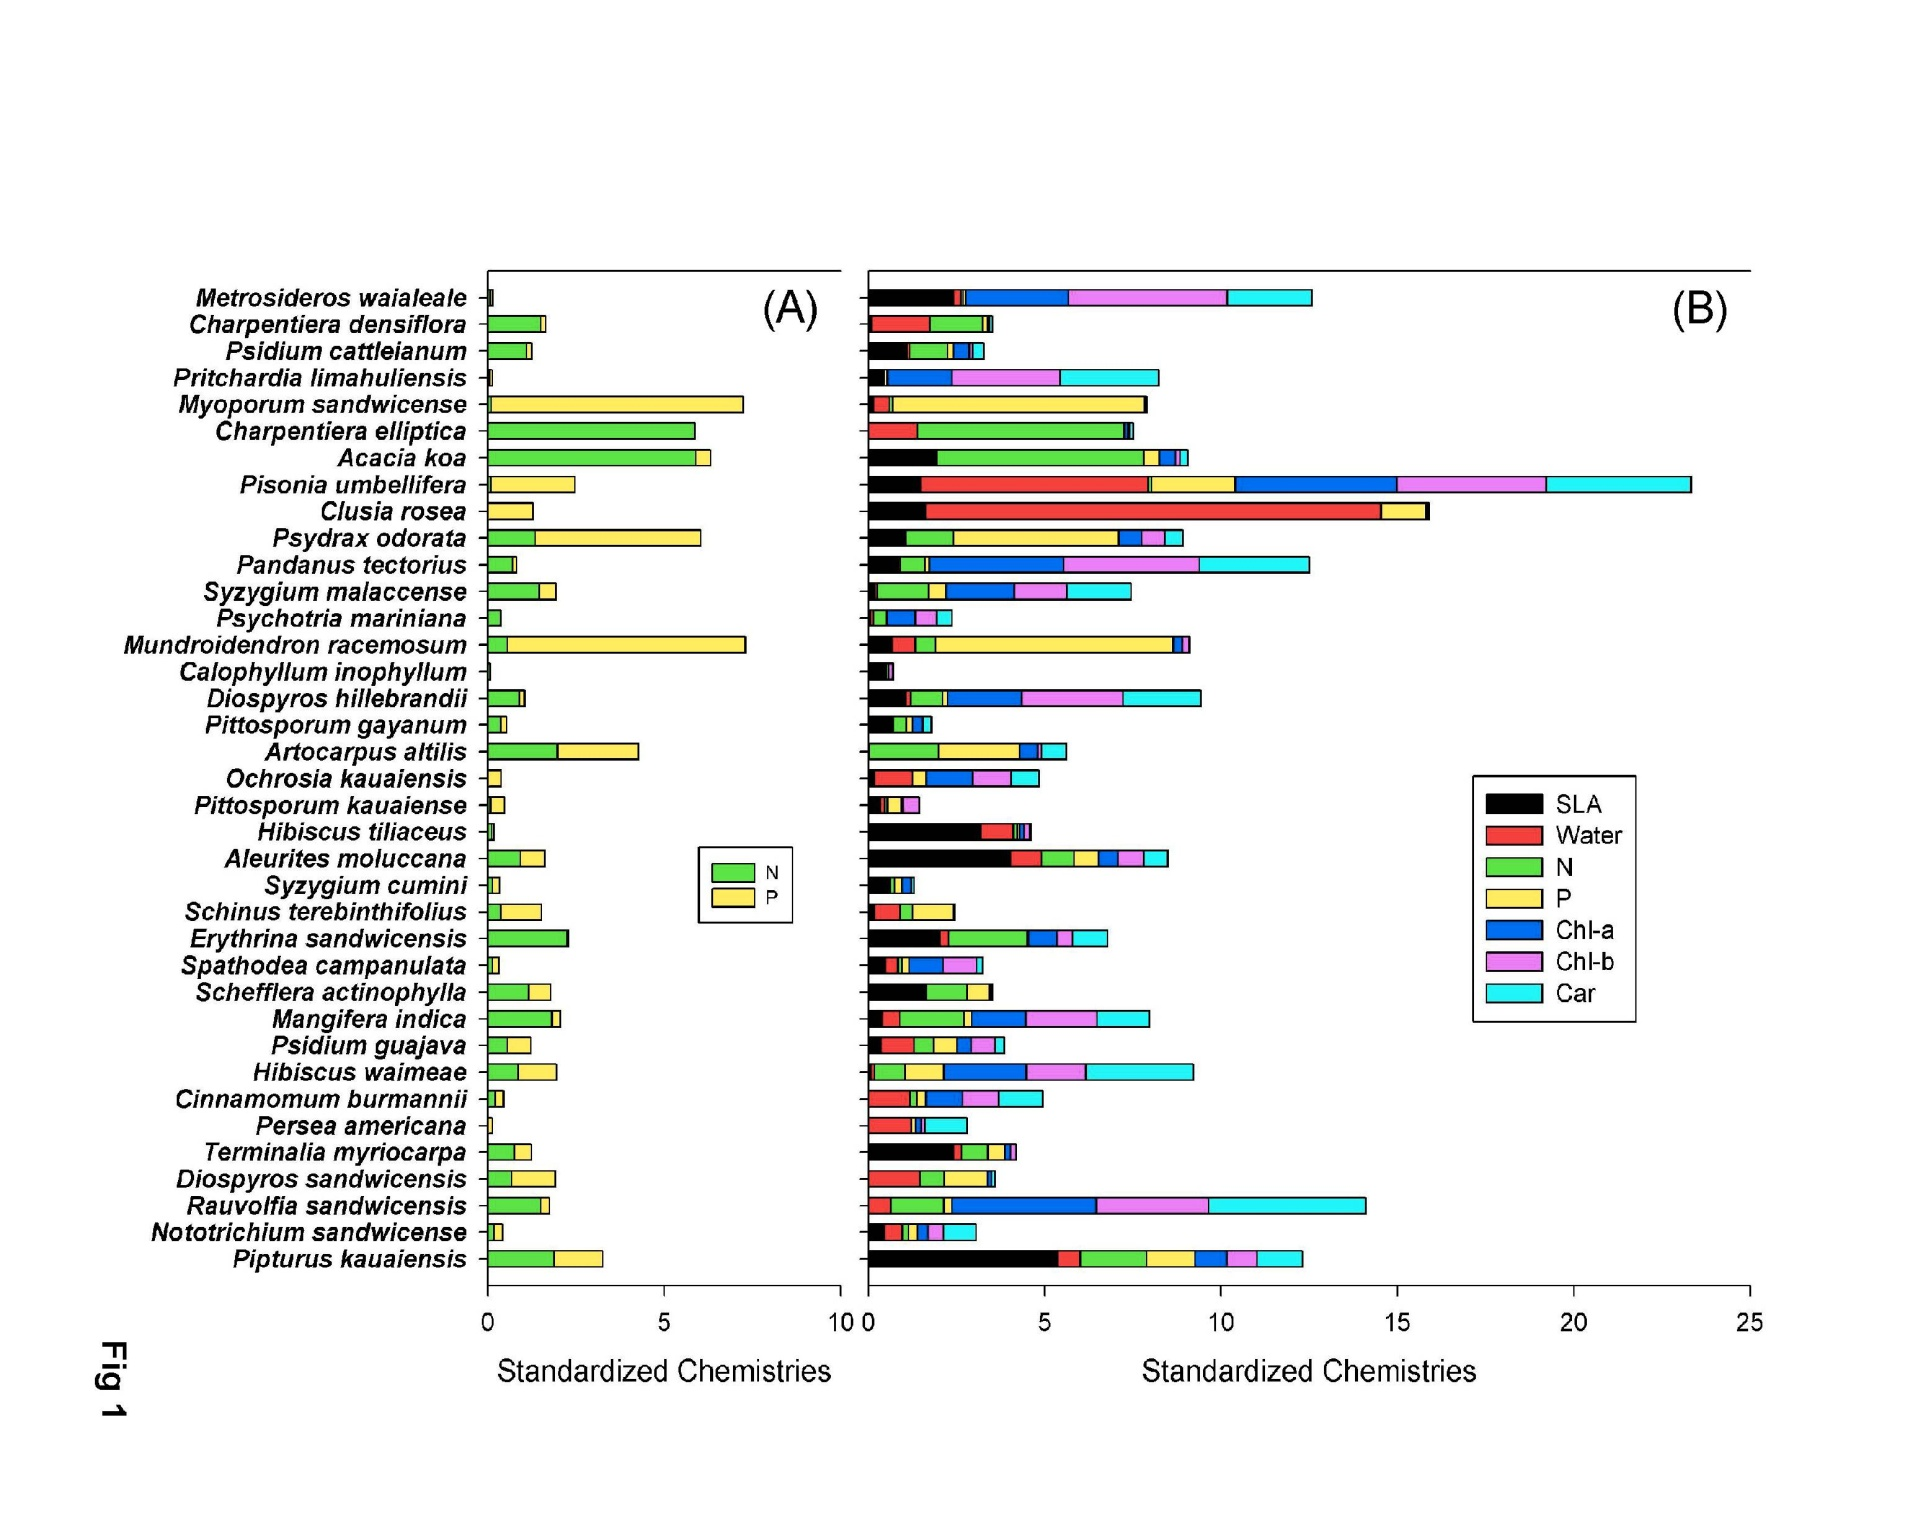 (A)
(B)
Metrosideros waialeale
Charpentiera densiflora
Psidium cattleianum
Pritchardia limahuliensis
Myoporum sandwicense
Charpentiera elliptica
Acacia koa
Pisonia umbellifera
Clusia rosea
Psydrax odorata
Pandanus tectorius
Syzygium malaccense
Psychotria mariniana
Mundroidendron racemosum
Calophyllum inophyllum
Diospyros hillebrandii
Pittosporum gayanum
Artocarpus altilis
Ochrosia kauaiensis
Pittosporum kauaiense
Hibiscus tiliaceus
Aleurites moluccana
Syzygium cumini
Schinus terebinthifolius
Erythrina sandwicensis
Spathodea campanulata
Schefflera actinophylla
Mangifera indica
Psidium guajava
Hibiscus waimeae
Cinnamomum burmannii
Persea americana
Terminalia myriocarpa
Diospyros sandwicensis
Rauvolfia sandwicensis
Nototrichium sandwicense
Pipturus kauaiensis
N
P
SLA
Water
N
P
Chl-a
Chl-b
Car
0 5 10
0 5 10 15 20 25
Standardized Chemistries
Standardized Chemistries
Fig 1